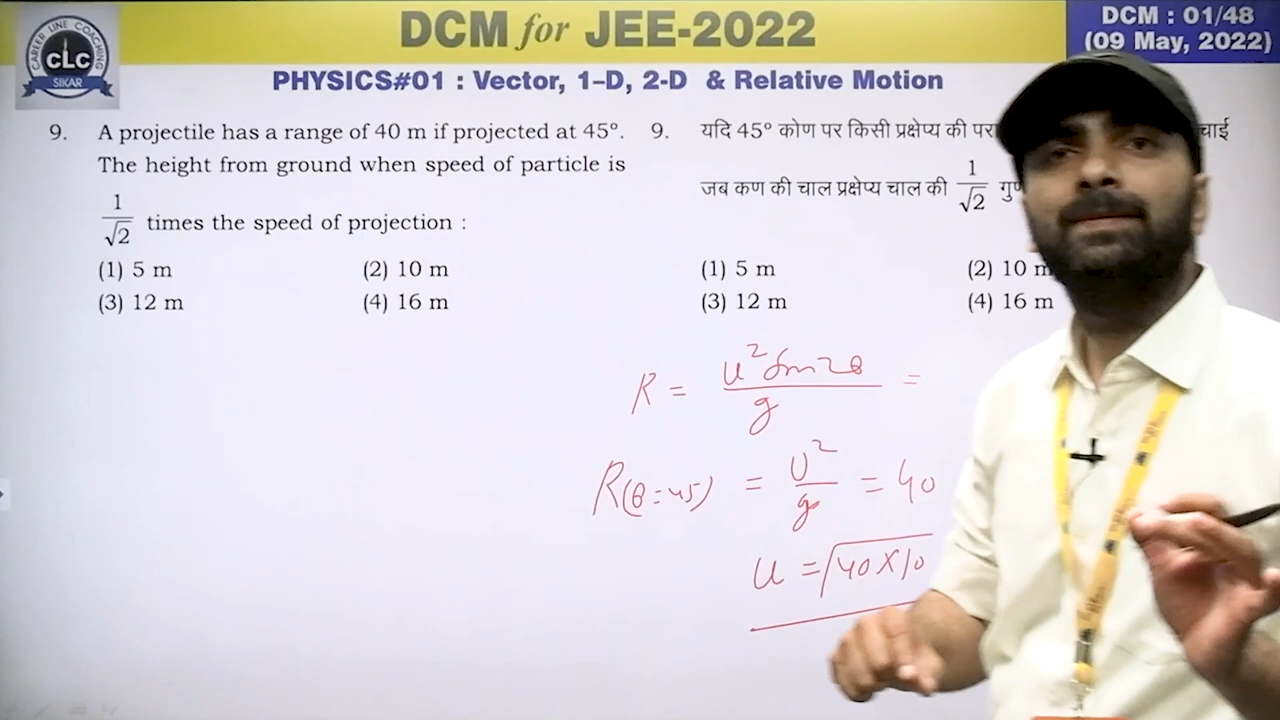 DCM for JEE-2022
DCM : 01/48
(09 May, 2022)
CAREER LINE COACHING
CLC
SIKAR
PHYSICS#01 : Vector, 1–D, 2-D & Relative Motion
9. A projectile has a range of 40 m if projected at 45°.
The height from ground when speed of particle is
1/√2 times the speed of projection :
(1) 5 m (2) 10 m
(3) 12 m (4) 16 m
9. यदि 45° कोण पर किसी प्रक्षेप्य की
जब कण की चाल प्रक्षेप्य चाल की 1/√2
(1) 5 m (2) 10 m
(3) 12 m (4) 16 m
R = u² sin2θ / g =
R(θ=45) = U²/g = 40
u = √40×10